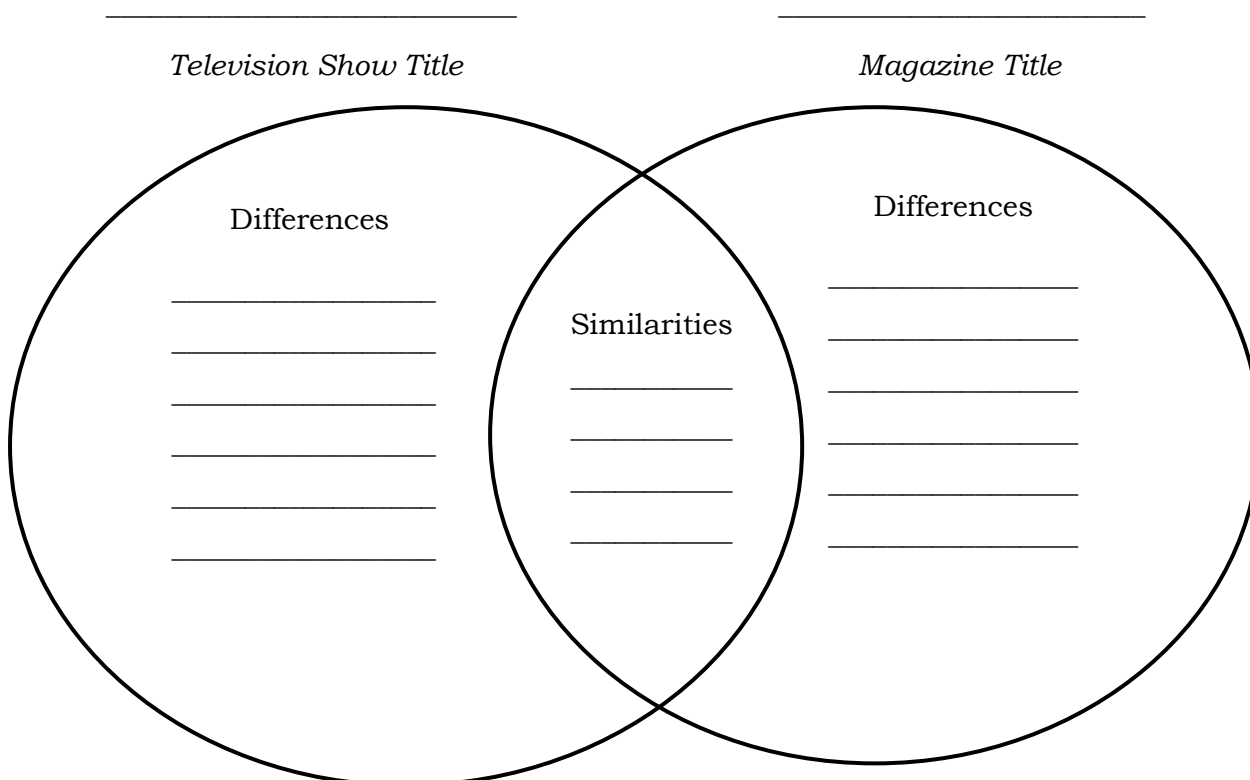 Television Show Title
Magazine Title
Differences
Differences
Similarities